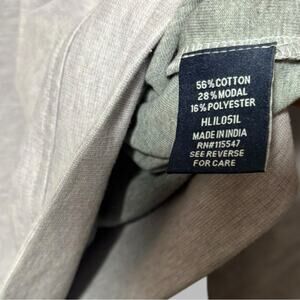 56% COTTON
28% MODAL
16% POLYESTER
HLIL051L
MADE IN INDIA
RN#115547
SEE REVERSE
FOR CARE